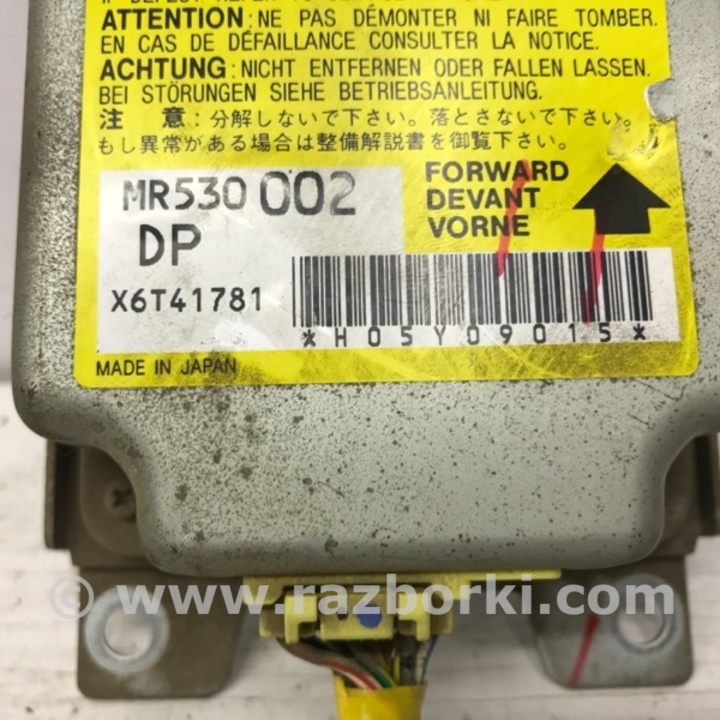 ATTENTION: NE PAS DÉMONTER NI FAIRE TOMBER.
EN CAS DE DÉFAILLANCE CONSULTER LA NOTICE.
ACHTUNG: NICHT ENTFERNEN ODER FALLEN LASSEN.
BEI STÖRUNGEN SIEHE BETRIEBSANLEITUNG.
注 意:分解しないで下さい。落とさないで下さい。
もし異常がある場合は整備解説書を御覧下さい。
MR530 002
DP
X6T41781
FORWARD
DEVANT
VORNE
*H05Y09015*
MADE IN JAPAN
© www.razborki.com